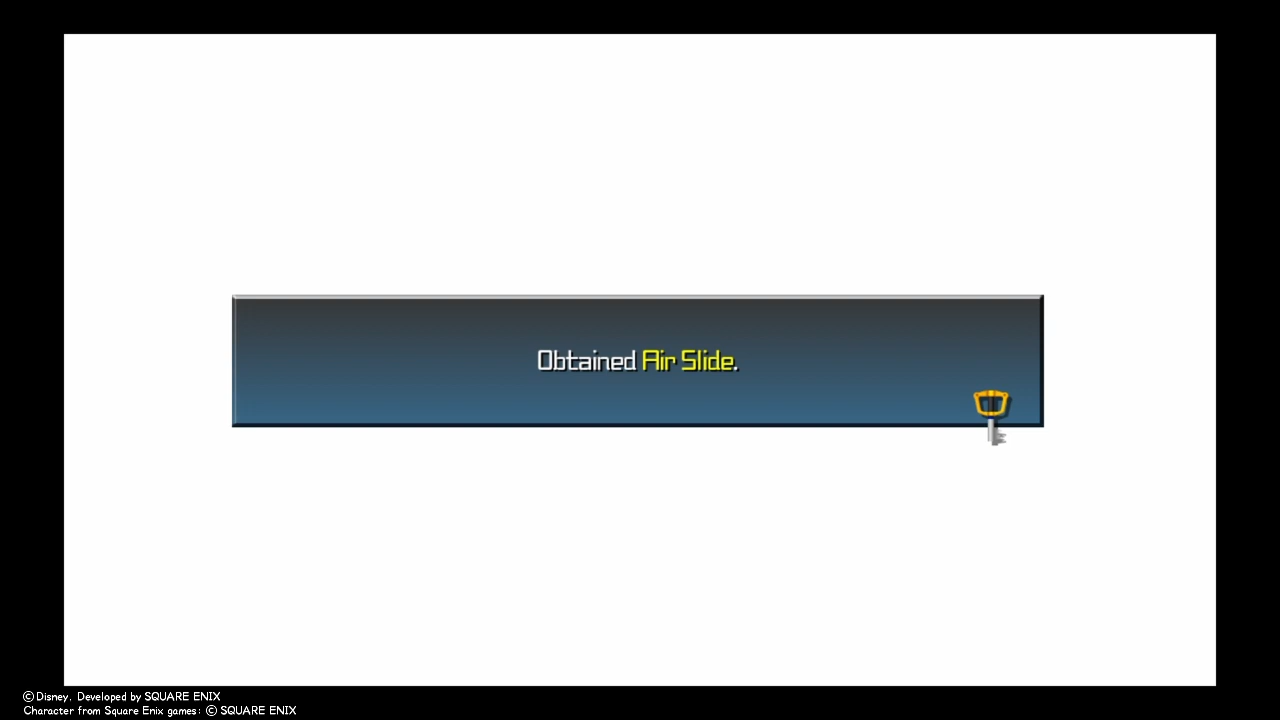 Obtained Air Slide.
©Disney. Developed by SQUARE ENIX
Character from Square Enix games: © SQUARE ENIX